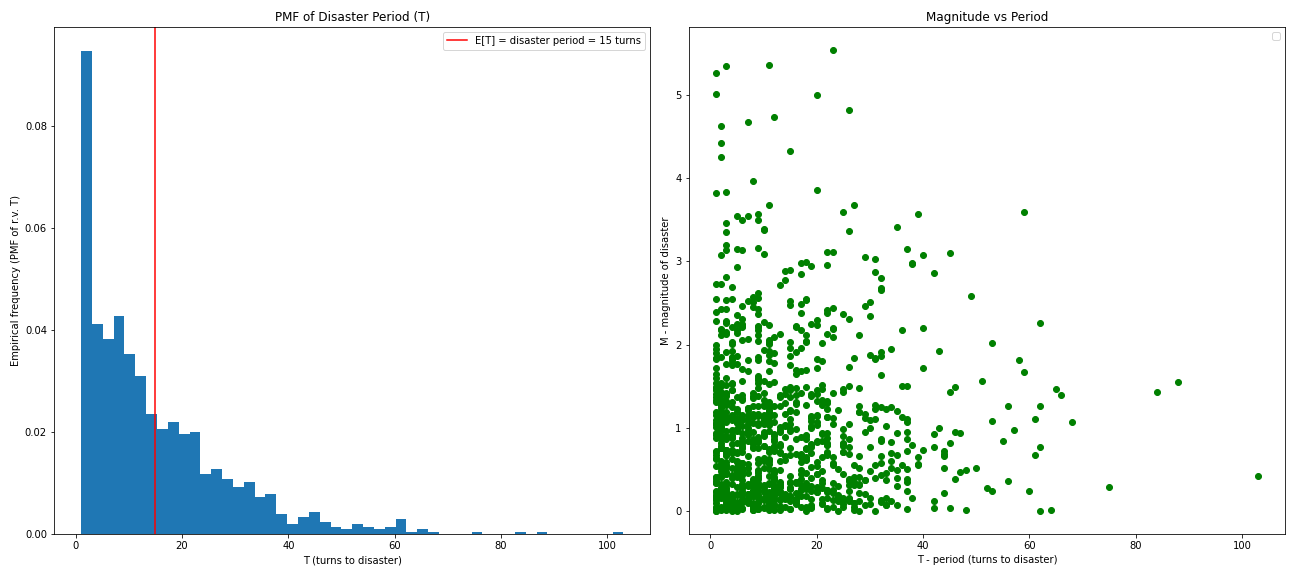 PMF of Disaster Period (T)
E[T] = disaster period = 15 turns
Empirical frequency (PMF of r.v. T)
0.08
0.06
0.04
0.02
0.00
0 20 40 60 80 100
T (turns to disaster)
Magnitude vs Period
M - magnitude of disaster
5
4
3
2
1
0
0 20 40 60 80 100
T - period (turns to disaster)